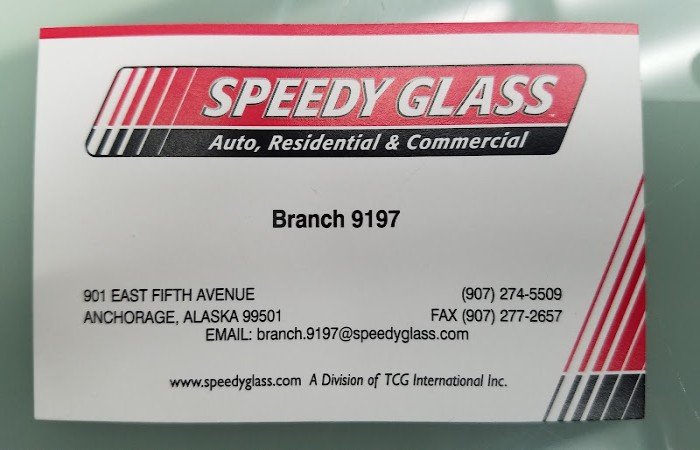 SPEEDY GLASS
Auto, Residential & Commercial
Branch 9197
901 EAST FIFTH AVENUE (907) 274-5509
ANCHORAGE, ALASKA 99501 FAX (907) 277-2657
EMAIL: branch.9197@speedyglass.com
www.speedyglass.com A Division of TCG International Inc.